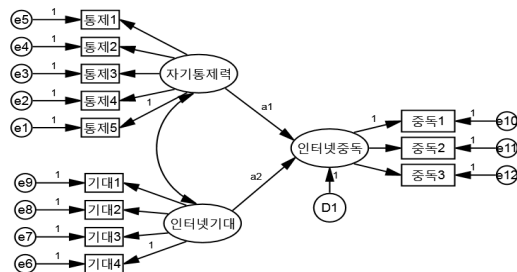 e5 1 통제1
e4 1 통제2
e3 1 통제3
e2 1 통제4
e1 1 통제5 1
자기통제력
a1
인터넷중독
1 중독1 1 e10
중독2 1 e11
중독3 1 e12
1
D1
a2
인터넷기대
e9 1 기대1
e8 1 기대2
e7 1 기대3
e6 1 기대4 1